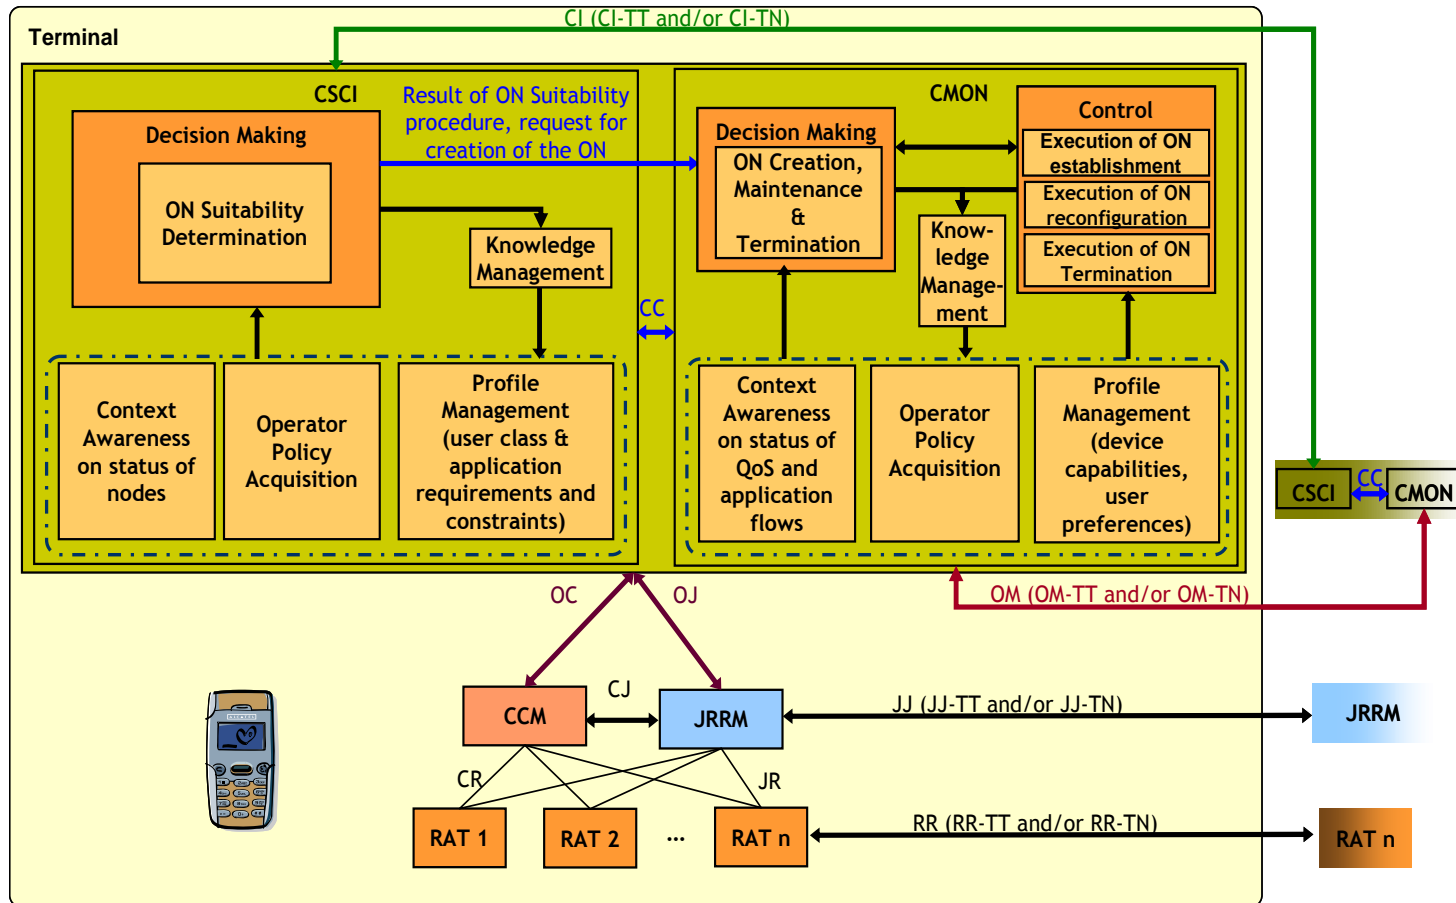 CI (CI-TT and/or CI-TN)
Terminal
CSCI
Decision Making
ON Suitability
Determination
Result of ON Suitability
procedure, request for
creation of the ON
Knowledge
Management
Context
Awareness
on status of
nodes
Operator
Policy
Acquisition
Profile
Management
(user class &
application
requirements and
constraints)
CC
CMON
Decision Making
ON Creation,
Maintenance
&
Termination
Control
Execution of ON
establishment
Execution of ON
reconfiguration
Execution of ON
Termination
Know-
ledge
Manage-
ment
Context
Awareness
on status of
QoS and
application
flows
Operator
Policy
Acquisition
Profile
Management
(device
capabilities,
user
preferences)
CSCI
CC
CMON
OM (OM-TT and/or OM-TN)
OC
OJ
CCM
CJ
JRRM
JJ (JJ-TT and/or JJ-TN)
JRRM
CR
JR
RAT 1
RAT 2
...
RAT n
RR (RR-TT and/or RR-TN)
RAT n